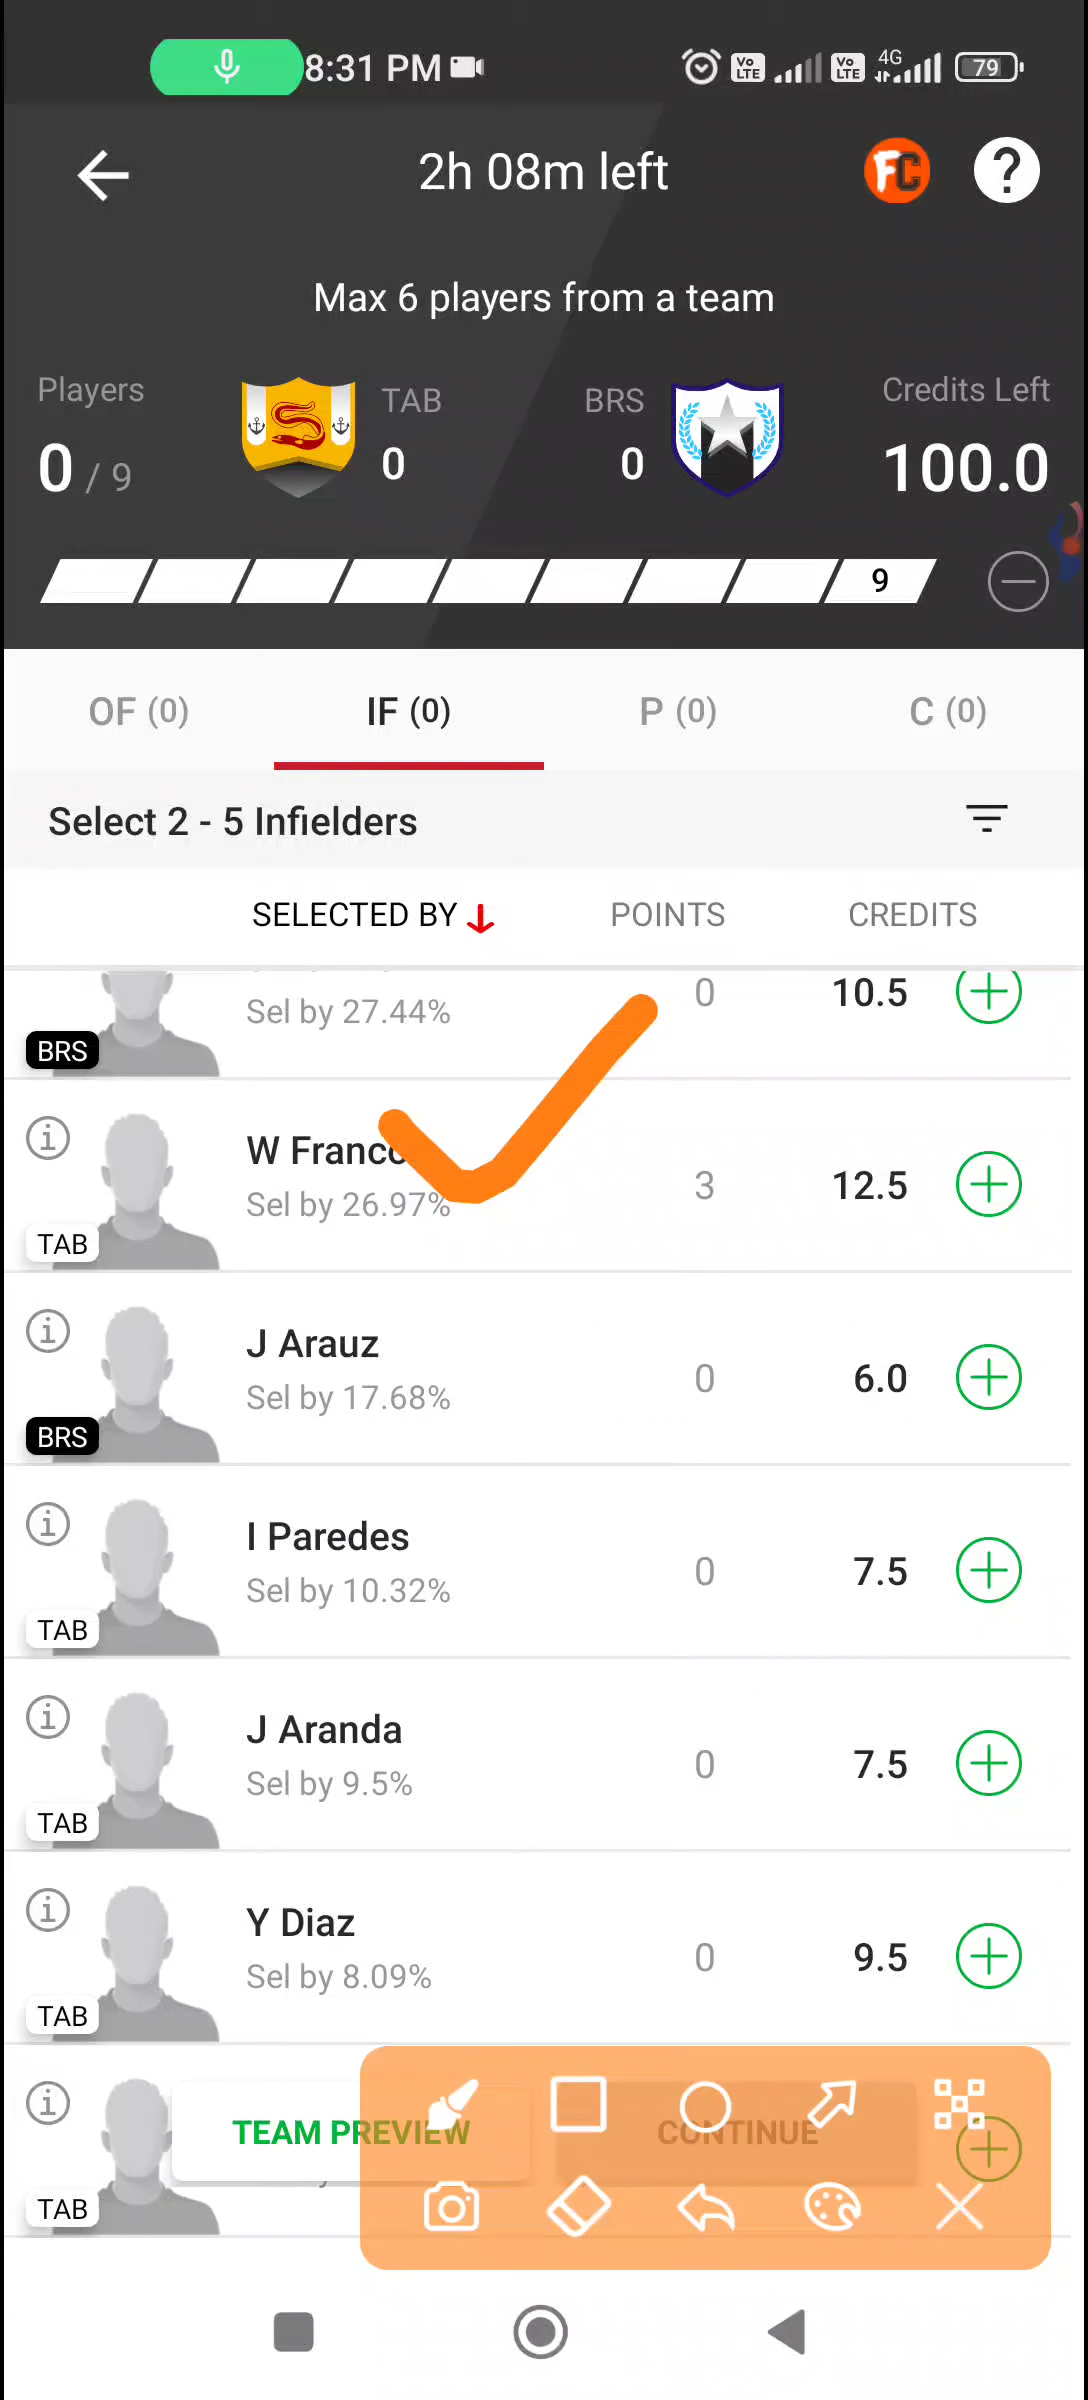 8:31 PM
Vo LTE
Vo LTE
4G
79
2h 08m left
FC
?
Max 6 players from a team
Players
TAB
BRS
Credits Left
0 / 9
0
0
100.0
9
OF (0)
IF (0)
P (0)
C (0)
Select 2 - 5 Infielders
SELECTED BY
POINTS
CREDITS
Sel by 27.44%
0
10.5
BRS
W Franco
Sel by 26.97%
3
12.5
TAB
J Arauz
Sel by 17.68%
0
6.0
BRS
I Paredes
Sel by 10.32%
0
7.5
TAB
J Aranda
Sel by 9.5%
0
7.5
TAB
Y Diaz
Sel by 8.09%
0
9.5
TAB
TEAM PREVIEW
CONTINUE
TAB